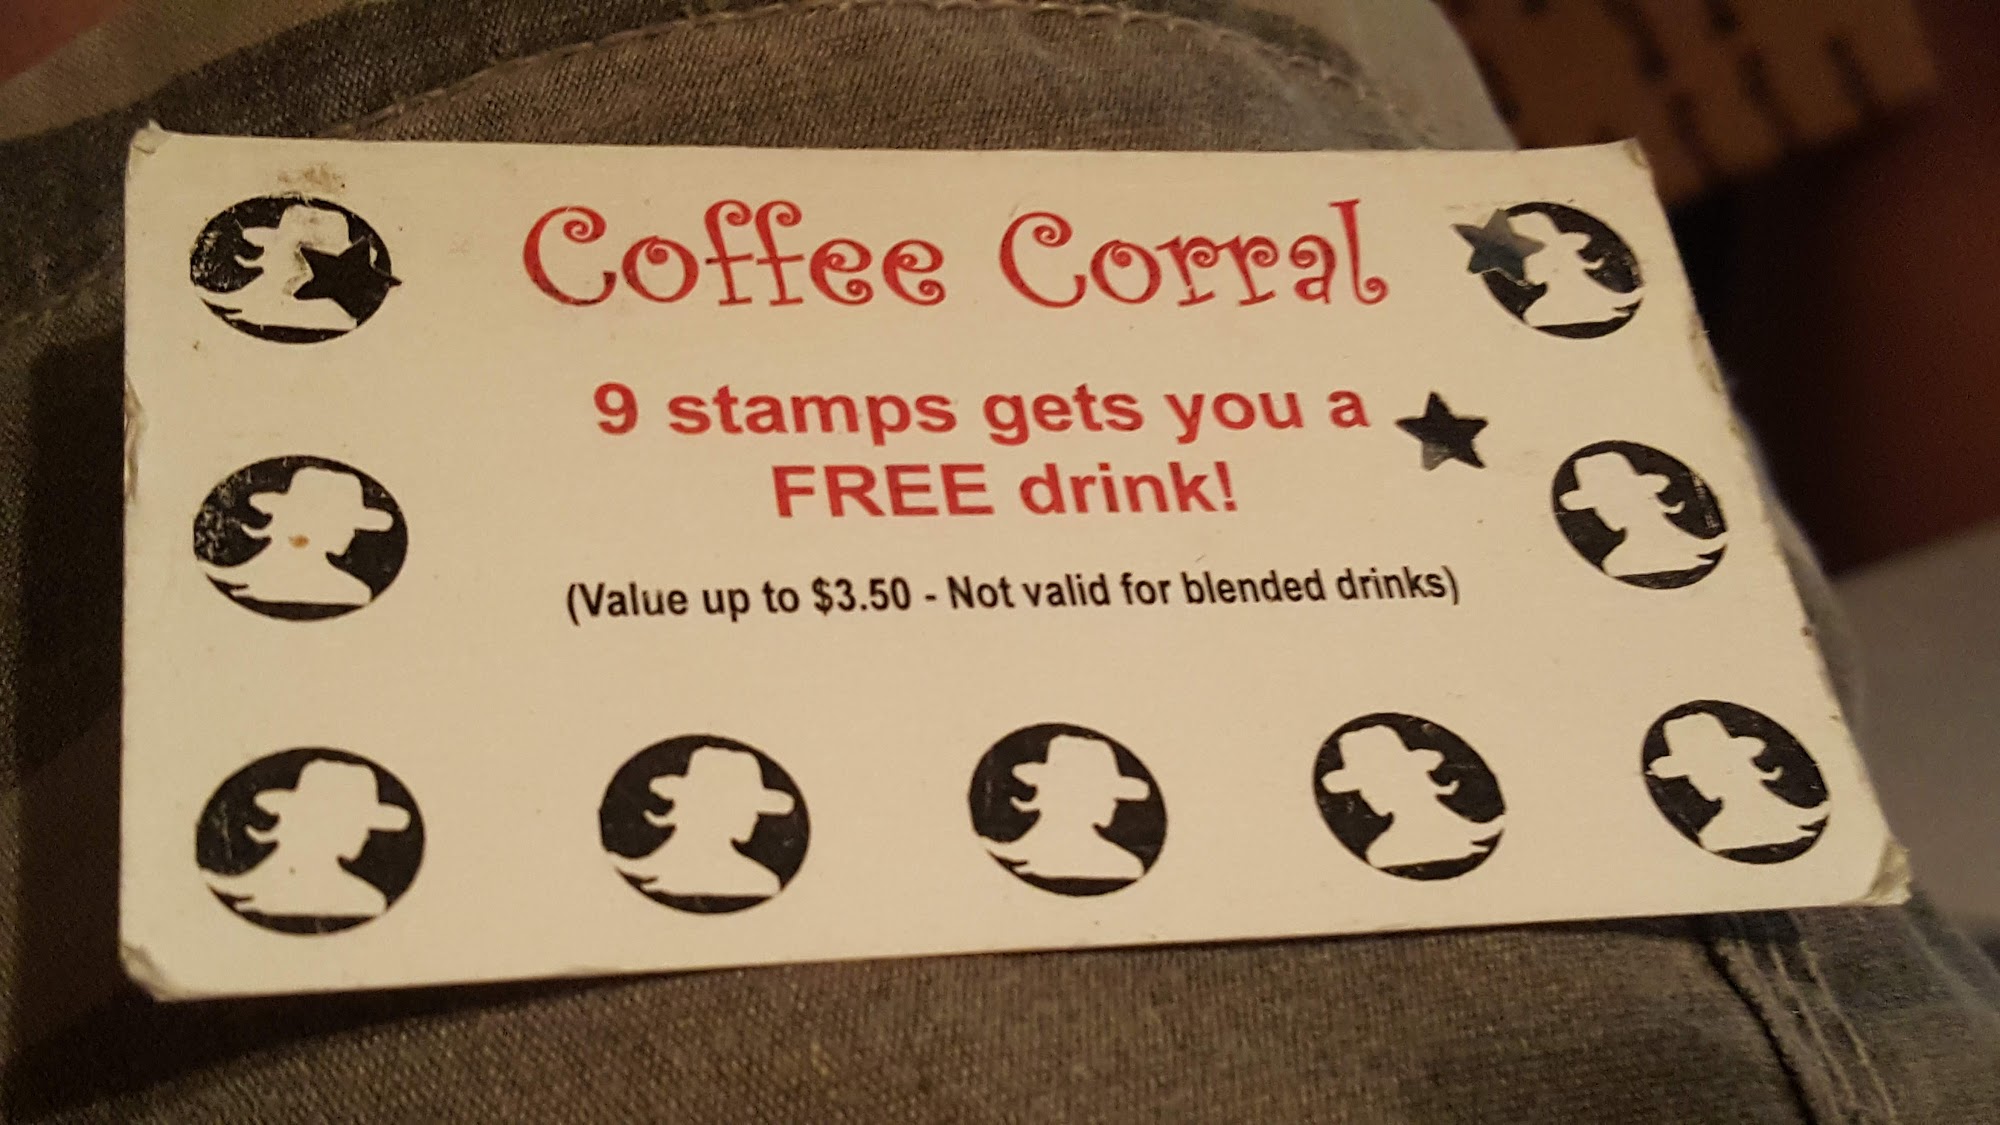 Coffee Corral
9 stamps gets you a
FREE drink!
(Value up to $3.50 - Not valid for blended drinks)